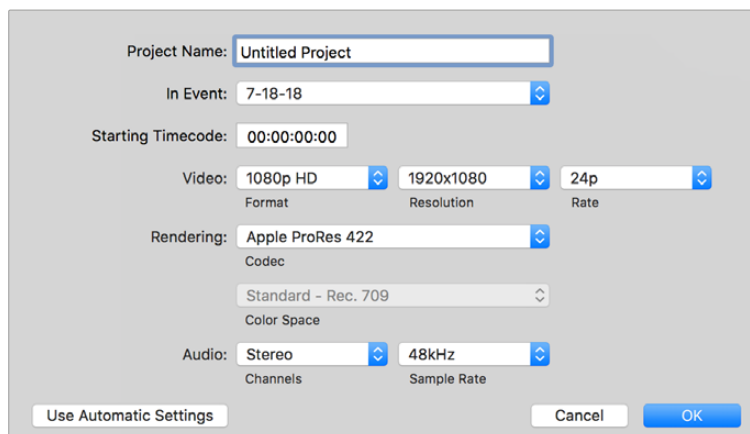 Project Name: Untitled Project
In Event: 7-18-18
Starting Timecode: 00:00:00:00
Video: 1080p HD 1920x1080 24p
Format Resolution Rate
Rendering: Apple ProRes 422
Codec
Standard - Rec. 709
Color Space
Audio: Stereo 48kHz
Channels Sample Rate
Use Automatic Settings Cancel OK